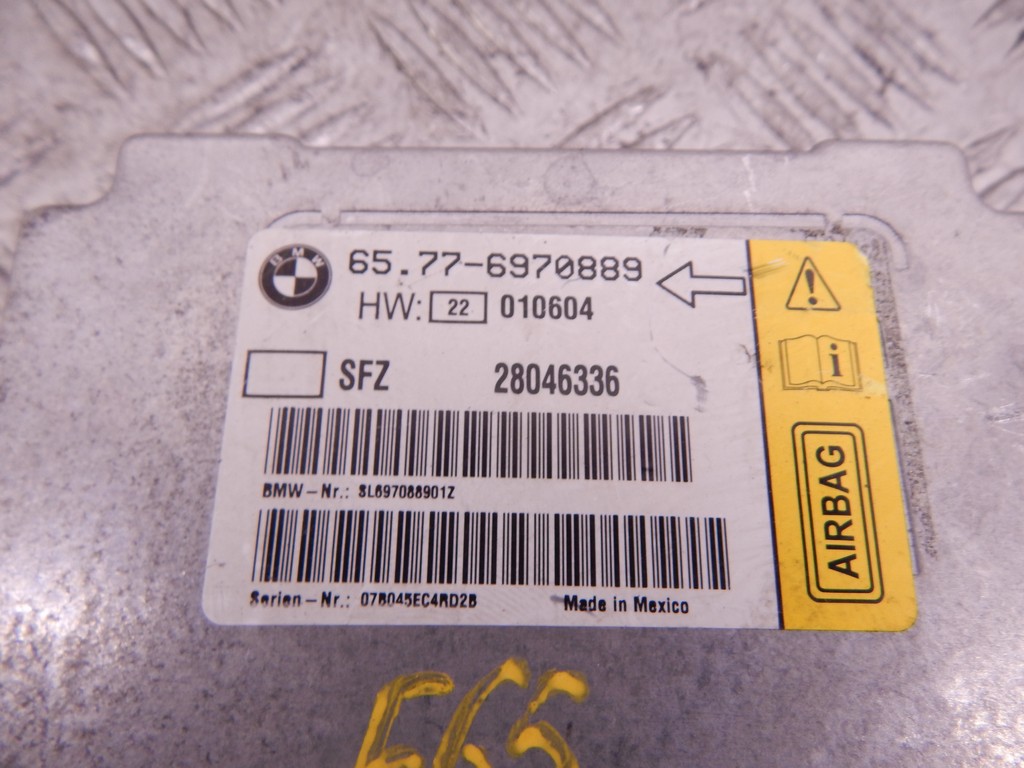 BMW
65.77-6970889
HW: 22 010604
SFZ 28046336
BMW-Nr.: SL697088901Z
Serien-Nr.: 078045EC4RD2B
Made in Mexico
AIRBAG
i
E65